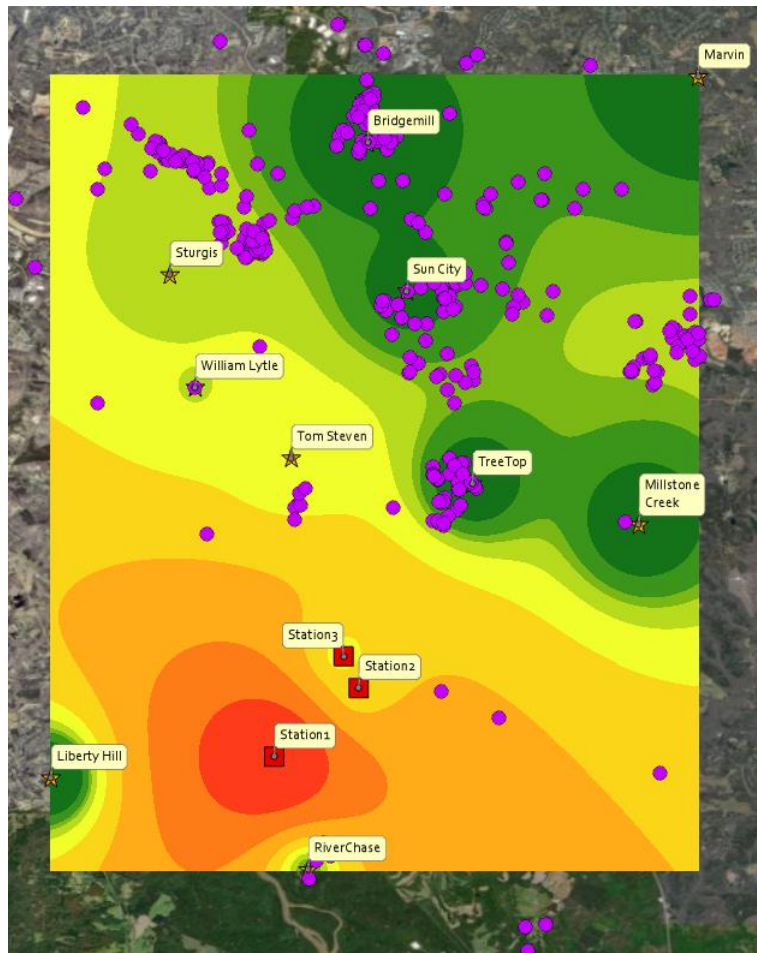 Marvin
Bridgemill
Sturgis
Sun City
William Lytle
Tom Steven
TreeTop
Millstone
Creek
Station3
Station2
Station1
Liberty Hill
RiverChase